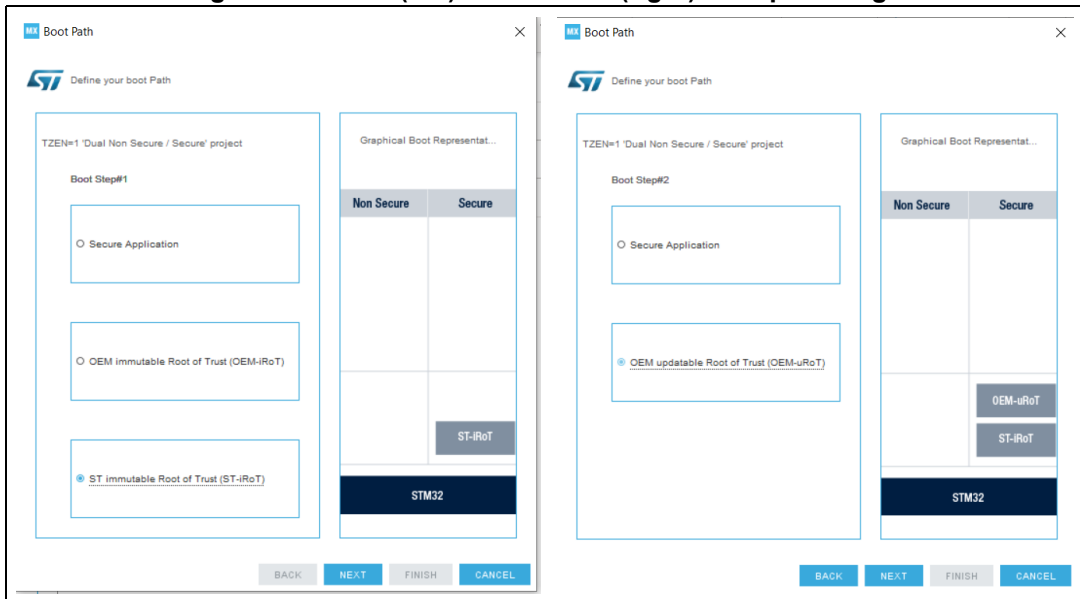 MX Boot Path
ST Define your boot Path
TZEN=1 'Dual Non Secure / Secure' project
Boot Step#1
Secure Application
OEM immutable Root of Trust (OEM-iRoT)
ST immutable Root of Trust (ST-iRoT)
Graphical Boot Representat...
Non Secure Secure
ST-iRoT
STM32
BACK NEXT FINISH CANCEL
MX Boot Path
ST Define your boot Path
TZEN=1 'Dual Non Secure / Secure' project
Boot Step#2
Secure Application
OEM updatable Root of Trust (OEM-uRoT)
Graphical Boot Representat...
Non Secure Secure
OEM-uRoT
ST-iRoT
STM32
BACK NEXT FINISH CANCEL